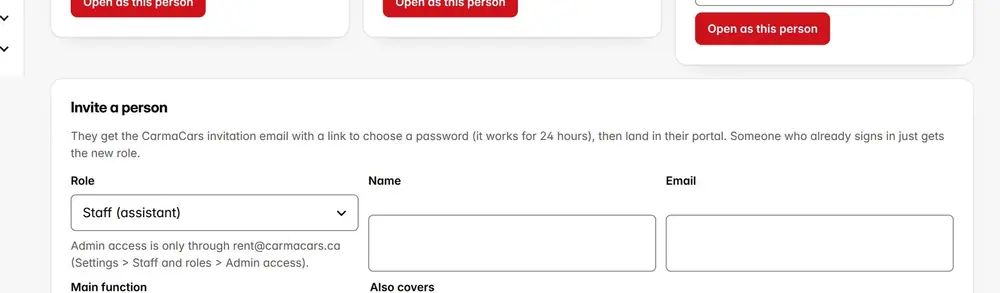 Open as this person
Open as this person
Open as this person
Invite a person
They get the CarmaCars invitation email with a link to choose a password (it works for 24 hours), then land in their portal. Someone who already signs in just gets
the new role.
Role
Name
Email
Staff (assistant)
Admin access is only through rent@carmacars.ca
(Settings > Staff and roles > Admin access).
Main function
Also covers